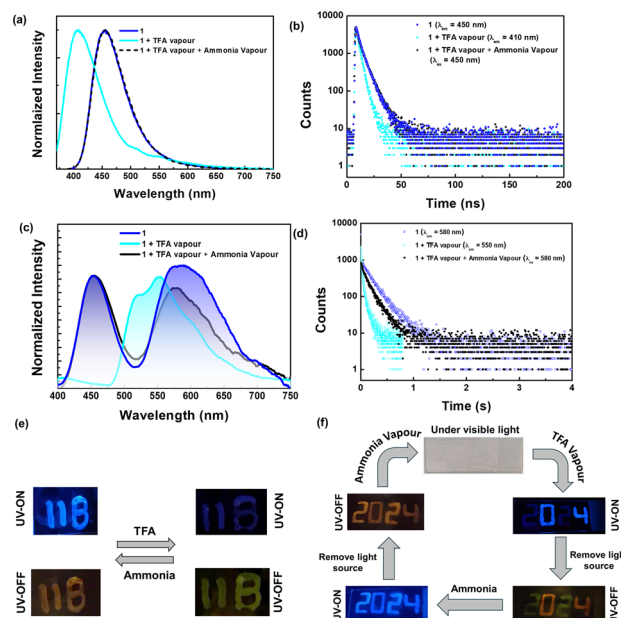 (a)
1
1 + TFA vapour
1 + TFA vapour + Ammonia Vapour
Normlaized Intensity
400 450 500 550 600 650 700 750
Wavelength (nm)
(b)
10000
1000
100
10
1
Counts
1 (λem = 450 nm)
1 + TFA vapour (λem = 410 nm)
1 + TFA vapour + Ammonia Vapour
(λex = 450 nm)
0 50 100 150 200
Time (ns)
(c)
1
1 + TFA vapour
1 + TFA vapour + Ammonia Vapour
Normalized Intensity
400 450 500 550 600 650 700 750
Wavelength (nm)
(d)
10000
1000
100
10
1
Counts
1 (λem = 580 nm)
1 + TFA vapour (λem = 550 nm)
1 + TFA vapour + Ammonia Vapour (λex = 580 nm)
0 1 2 3 4
Time (s)
(e)
UV-ON
118
118
UV-ON
TFA
Ammonia
UV-OFF
118
118
UV-OFF
(f)
Ammonia Vapour
Under visible light
TFA Vapour
UV-OFF
2024
2024
UV-ON
Remove light
source
Remove light
source
UV-ON
2024
Ammonia
2024
UV-OFF